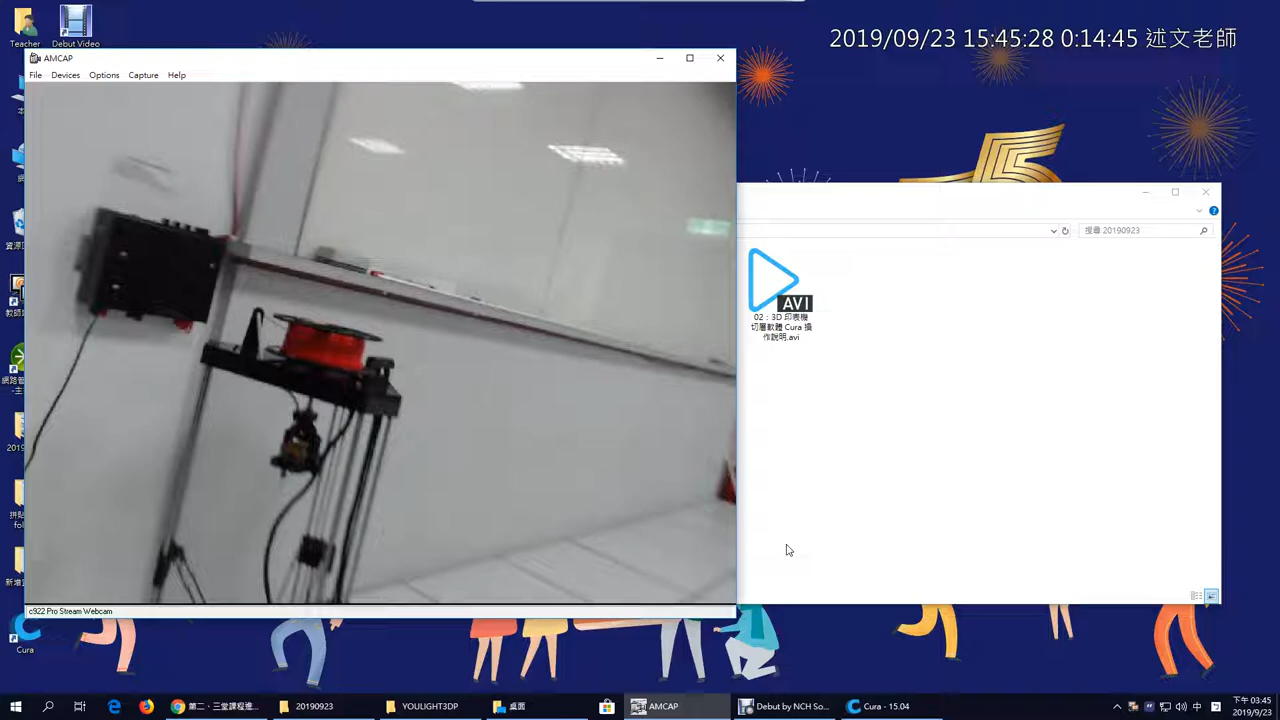 Teacher
Debut Video
2019/09/23 15:45:28 0:14:45 述文老師
AMCAP
File Devices Options Capture Help
搜尋 20190923
AVI
02：3D 印表機
切層軟體 Cura 操
作說明.avi
c922 Pro Stream Webcam
Cura
第二、三堂課程進...
20190923
YOULIGHT3DP
桌面
AMCAP
Debut by NCH So...
Cura - 15.04
中
下午 03:45
2019/9/23